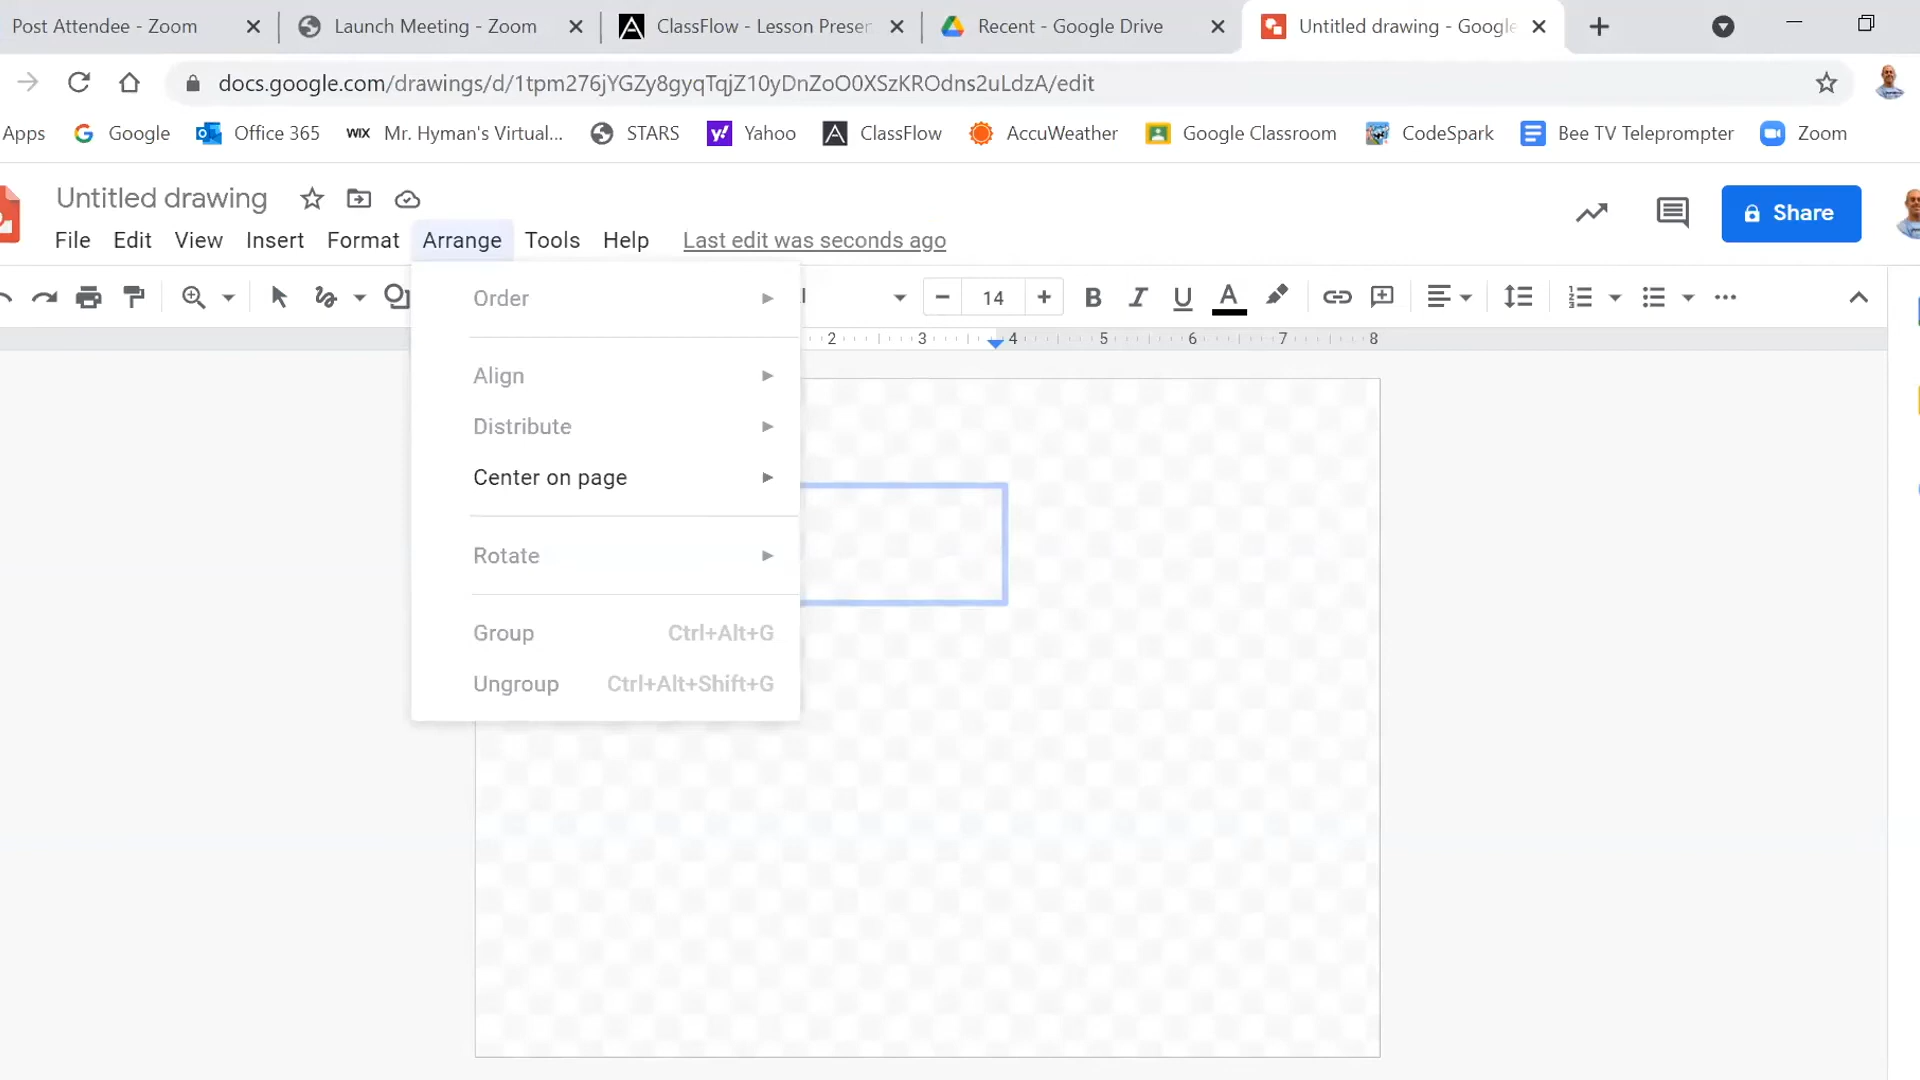 Post Attendee - Zoom
Launch Meeting - Zoom
ClassFlow - Lesson Presen
Recent - Google Drive
Untitled drawing - Google
docs.google.com/drawings/d/1tpm276jYGZy8gyqTqjZ10yDnZoO0XSzKROdns2uLdzA/edit
Apps
Google
Office 365
WIX Mr. Hyman's Virtual...
STARS
Yahoo
ClassFlow
AccuWeather
Google Classroom
CodeSpark
Bee TV Teleprompter
Zoom
Untitled drawing
Share
File Edit View Insert Format Arrange Tools Help Last edit was seconds ago
14 B I U A
2 3 4 5 6 7 8
Order
Align
Distribute
Center on page
Rotate
Group Ctrl+Alt+G
Ungroup Ctrl+Alt+Shift+G